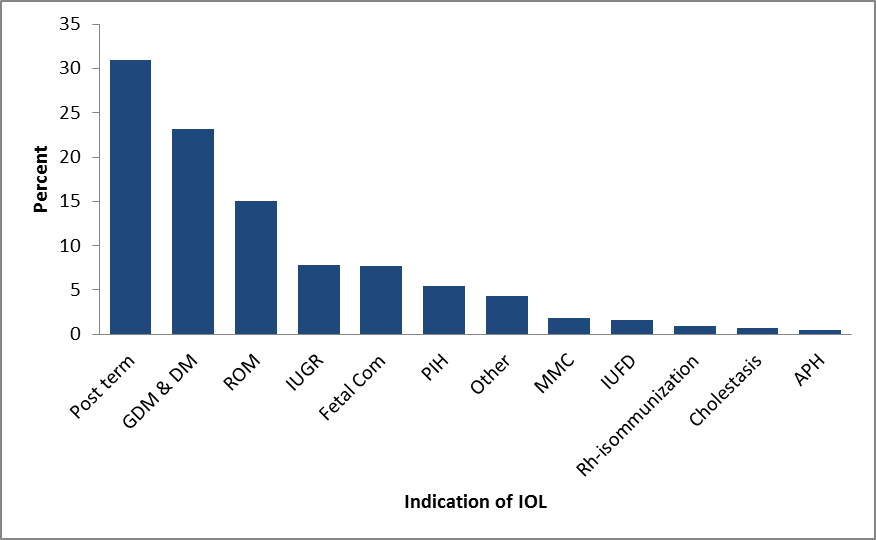 35
30
25
20
15
10
5
0
Percent
Post term
GDM & DM
ROM
IUGR
Fetal Com
PIH
Other
MMC
IUFD
Rh-isommunization
Cholestasis
APH
Indication of IOL